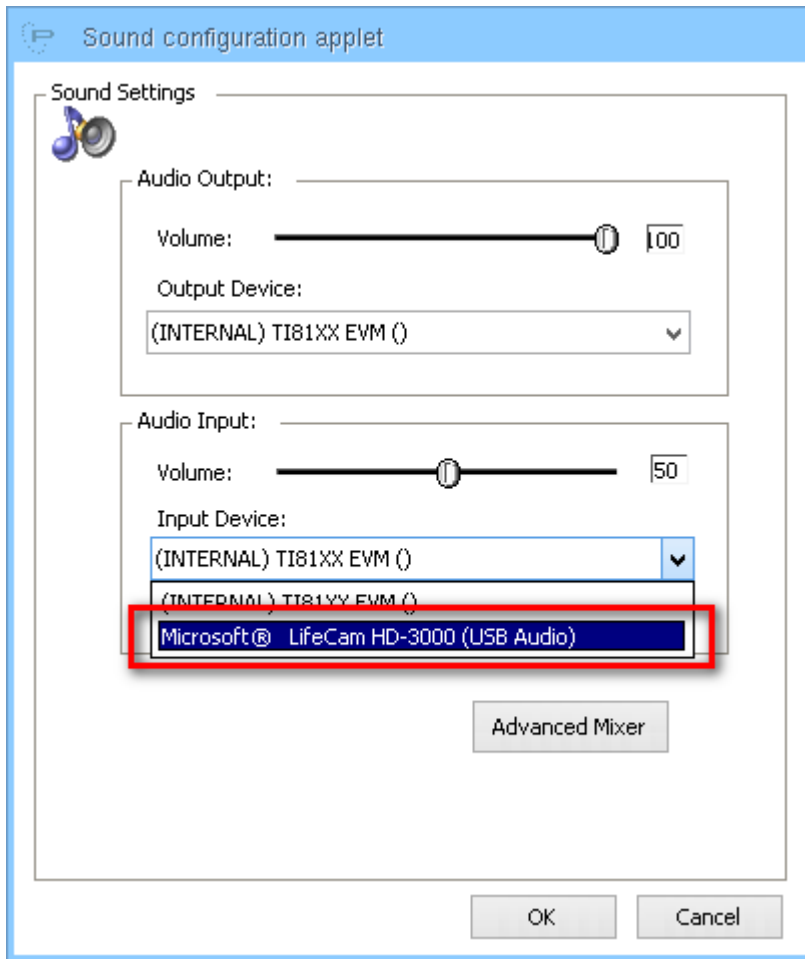 Sound configuration applet
Sound Settings
Audio Output:
Volume: 100
Output Device:
(INTERNAL) TI81XX EVM ()
Audio Input:
Volume: 50
Input Device:
(INTERNAL) TI81XX EVM ()
(INTERNAL) TI81XX EVM ()
Microsoft® LifeCam HD-3000 (USB Audio)
Advanced Mixer
OK Cancel